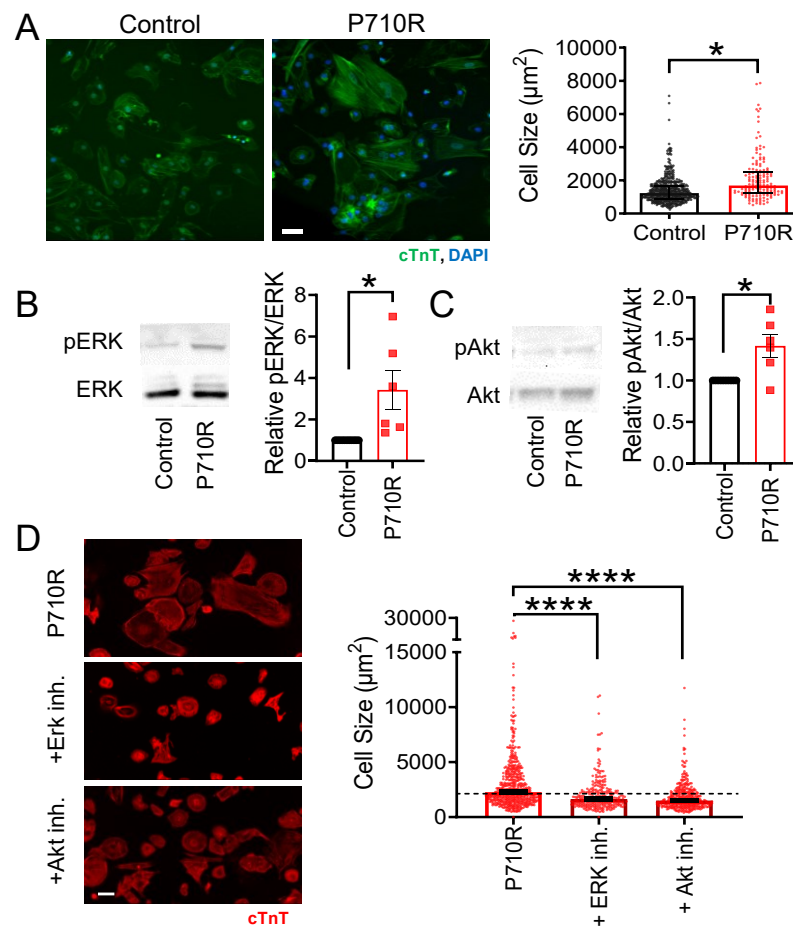 A
Control
P710R
cTnT, DAPI
Cell Size (µm²)
10000
8000
6000
4000
2000
0
Control
P710R
*
B
pERK
ERK
Control
P710R
Relative pERK/ERK
8
6
4
2
0
Control
P710R
*
C
pAkt
Akt
Control
P710R
Relative pAkt/Akt
2.0
1.5
1.0
0.5
0.0
Control
P710R
*
D
P710R
+Erk inh.
+Akt inh.
cTnT
Cell Size (µm²)
30000
15000
10000
5000
0
P710R
+ ERK inh.
+ Akt inh.
****
****